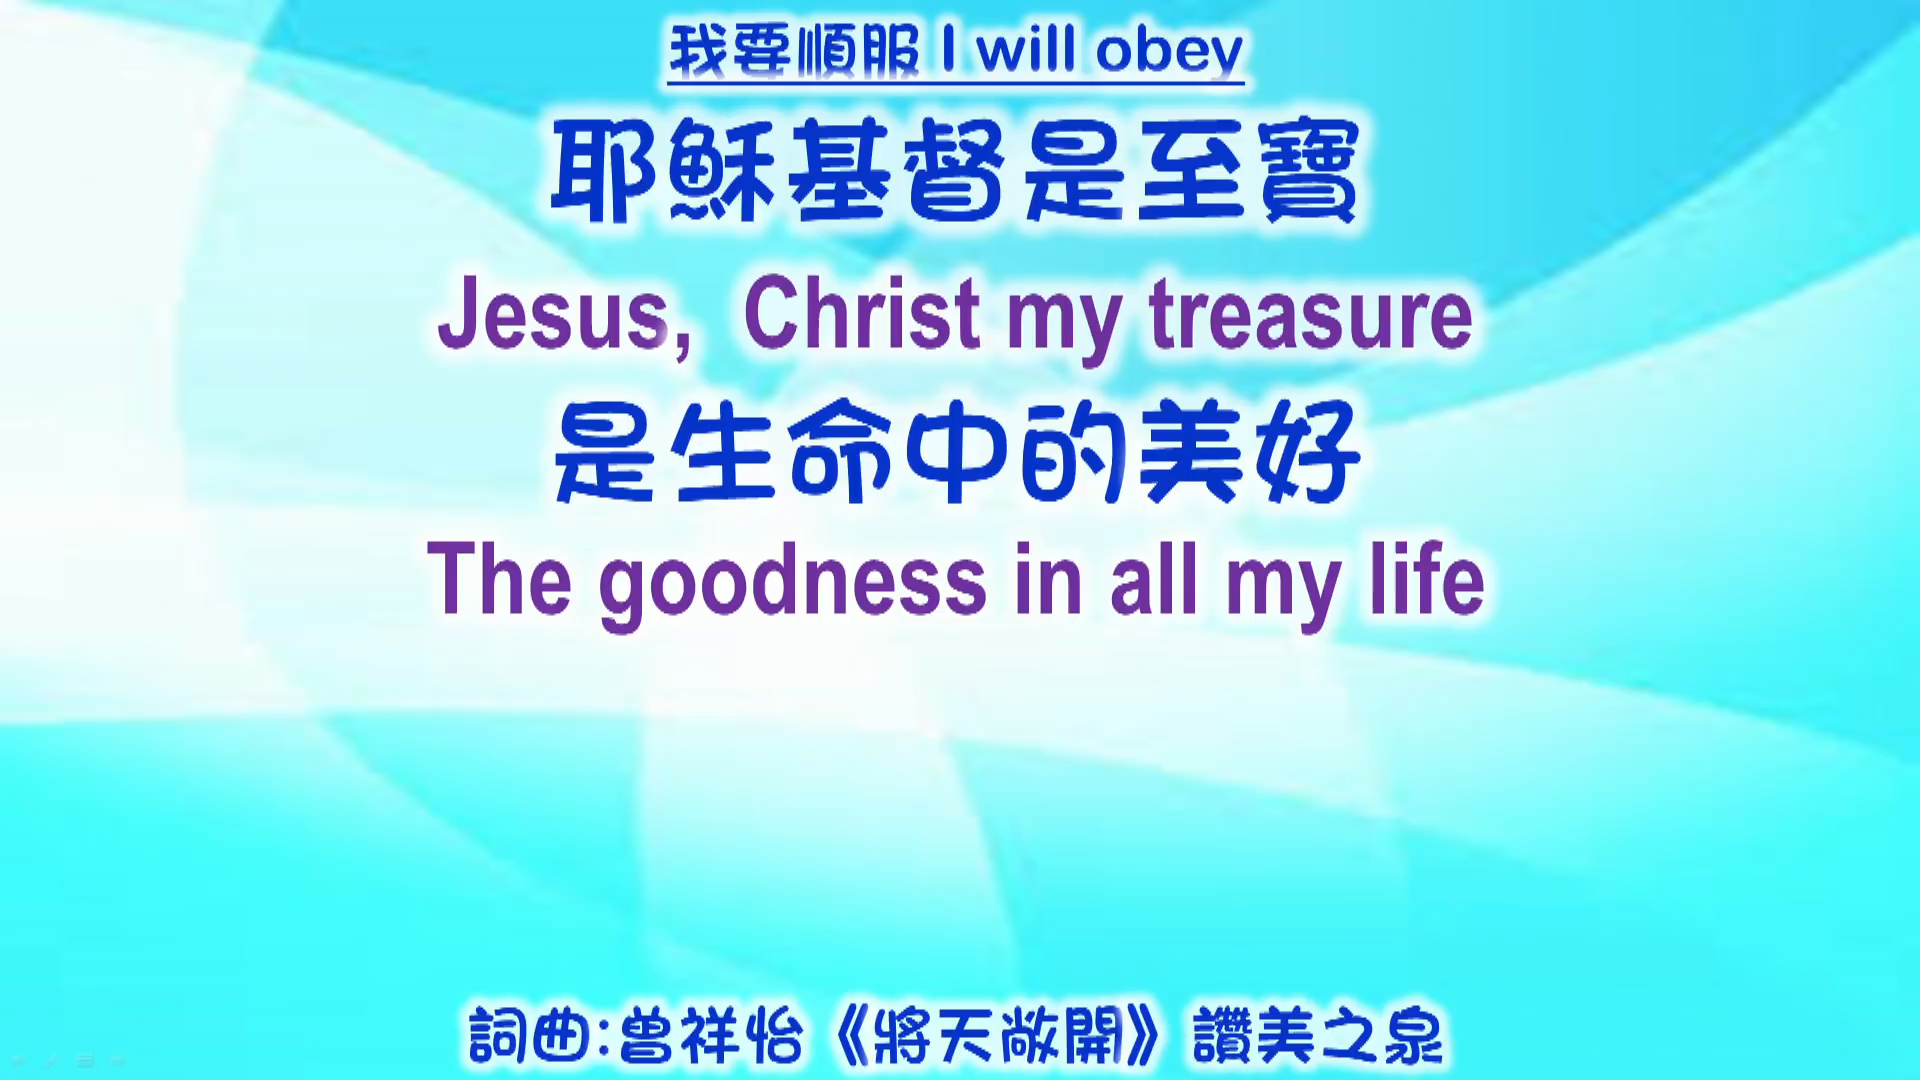 我要順服 I will obey
耶穌基督是至寶
Jesus,  Christ my treasure
是生命中的美好
The goodness in all my life
詞曲:曾祥怡《將天敞開》讚美之泉